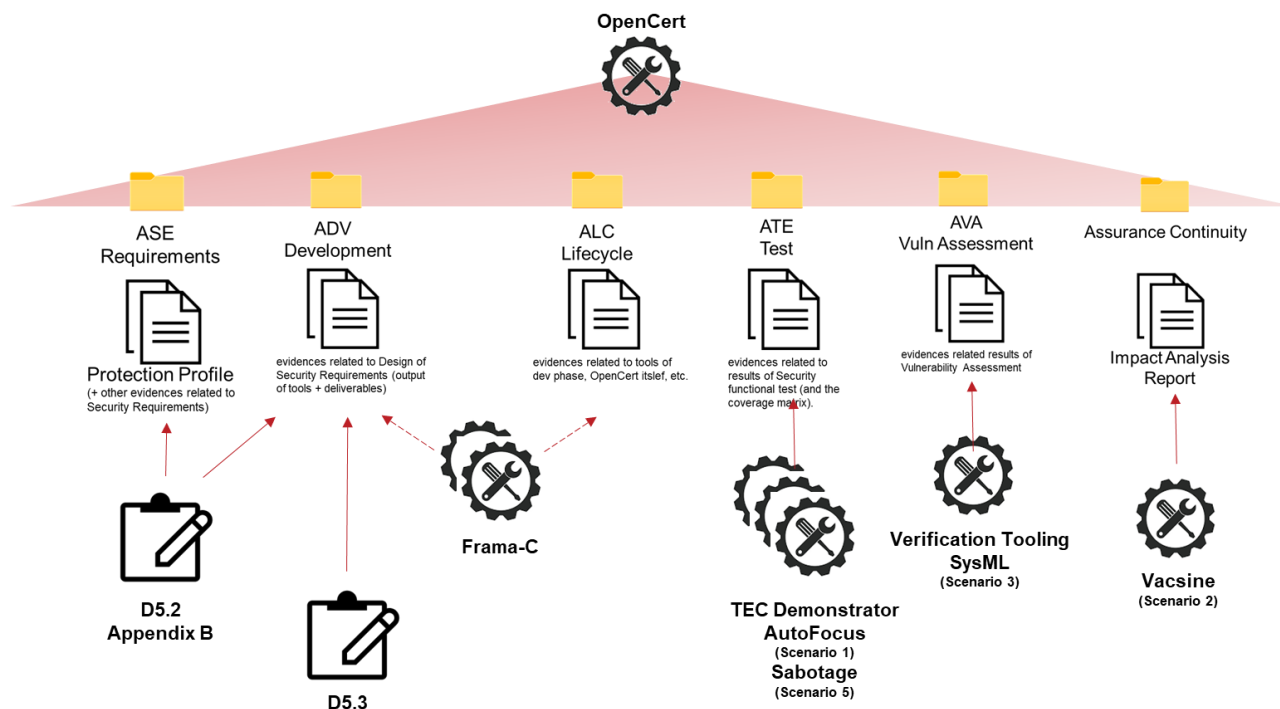 OpenCert
ASE
Requirements
Protection Profile
(+ other evidences related to
Security Requirements)
ADV
Development
evidences related to Design of
Security Requirements (output
of tools + deliverables)
ALC
Lifecycle
evidences related to tools of
dev phase, OpenCert itslef, etc.
ATE
Test
evidences related to
results of Security
functional test (and the
coverage matrix).
AVA
Vuln Assessment
evidences related results of
Vulnerability Assessment
Assurance Continuity
Impact Analysis
Report
D5.2
Appendix B
D5.3
Frama-C
TEC Demonstrator
AutoFocus
(Scenario 1)
Sabotage
(Scenario 5)
Verification Tooling
SysML
(Scenario 3)
Vacsine
(Scenario 2)